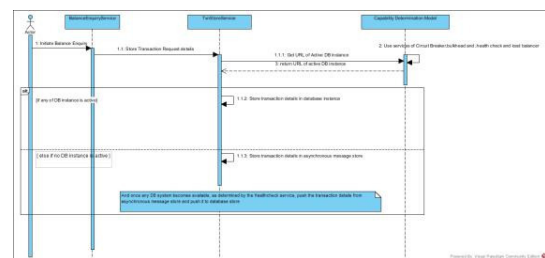 BalanceEnquiryService
TxnStoreService
Capability Determination Model
Actor
1: Initiate Balance Enquiry
1.1: Store Transaction Request details
2: Use services of Circuit Breaker,bulkhead and ,health check and load balancer
1.1.1: Get URL of Active DB instance
3: return URL of active DB instance
alt
[if any of DB instance is active]
1.1.2: Store transaction details in database instance
[ else if no DB instance is active ]
1.1.3: Store transaction details in asynchronous message store
And once any DB system becomes available, as determined by the Healthcheck service, push the transaction details from
asynchronous message store and push it to database store